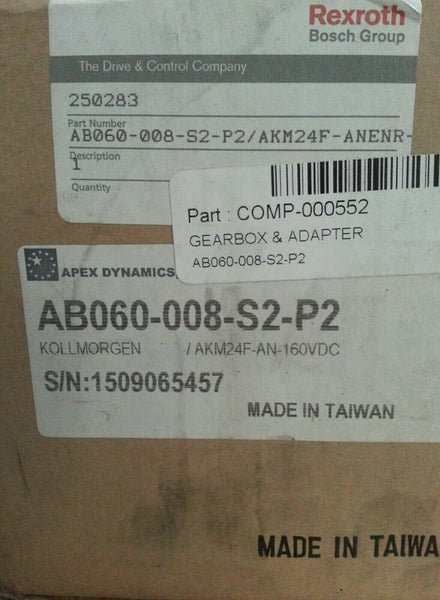 Rexroth
Bosch Group
The Drive & Control Company
250283
Part Number
AB060-008-S2-P2/AKM24F-ANENR-
Description
1
Quantity
Part : COMP-000552
GEARBOX & ADAPTER
AB060-008-S2-P2
APEX DYNAMICS,
AB060-008-S2-P2
KOLLMORGEN / AKM24F-AN-160VDC
S/N:1509065457
MADE IN TAIWAN
MADE IN TAIWA